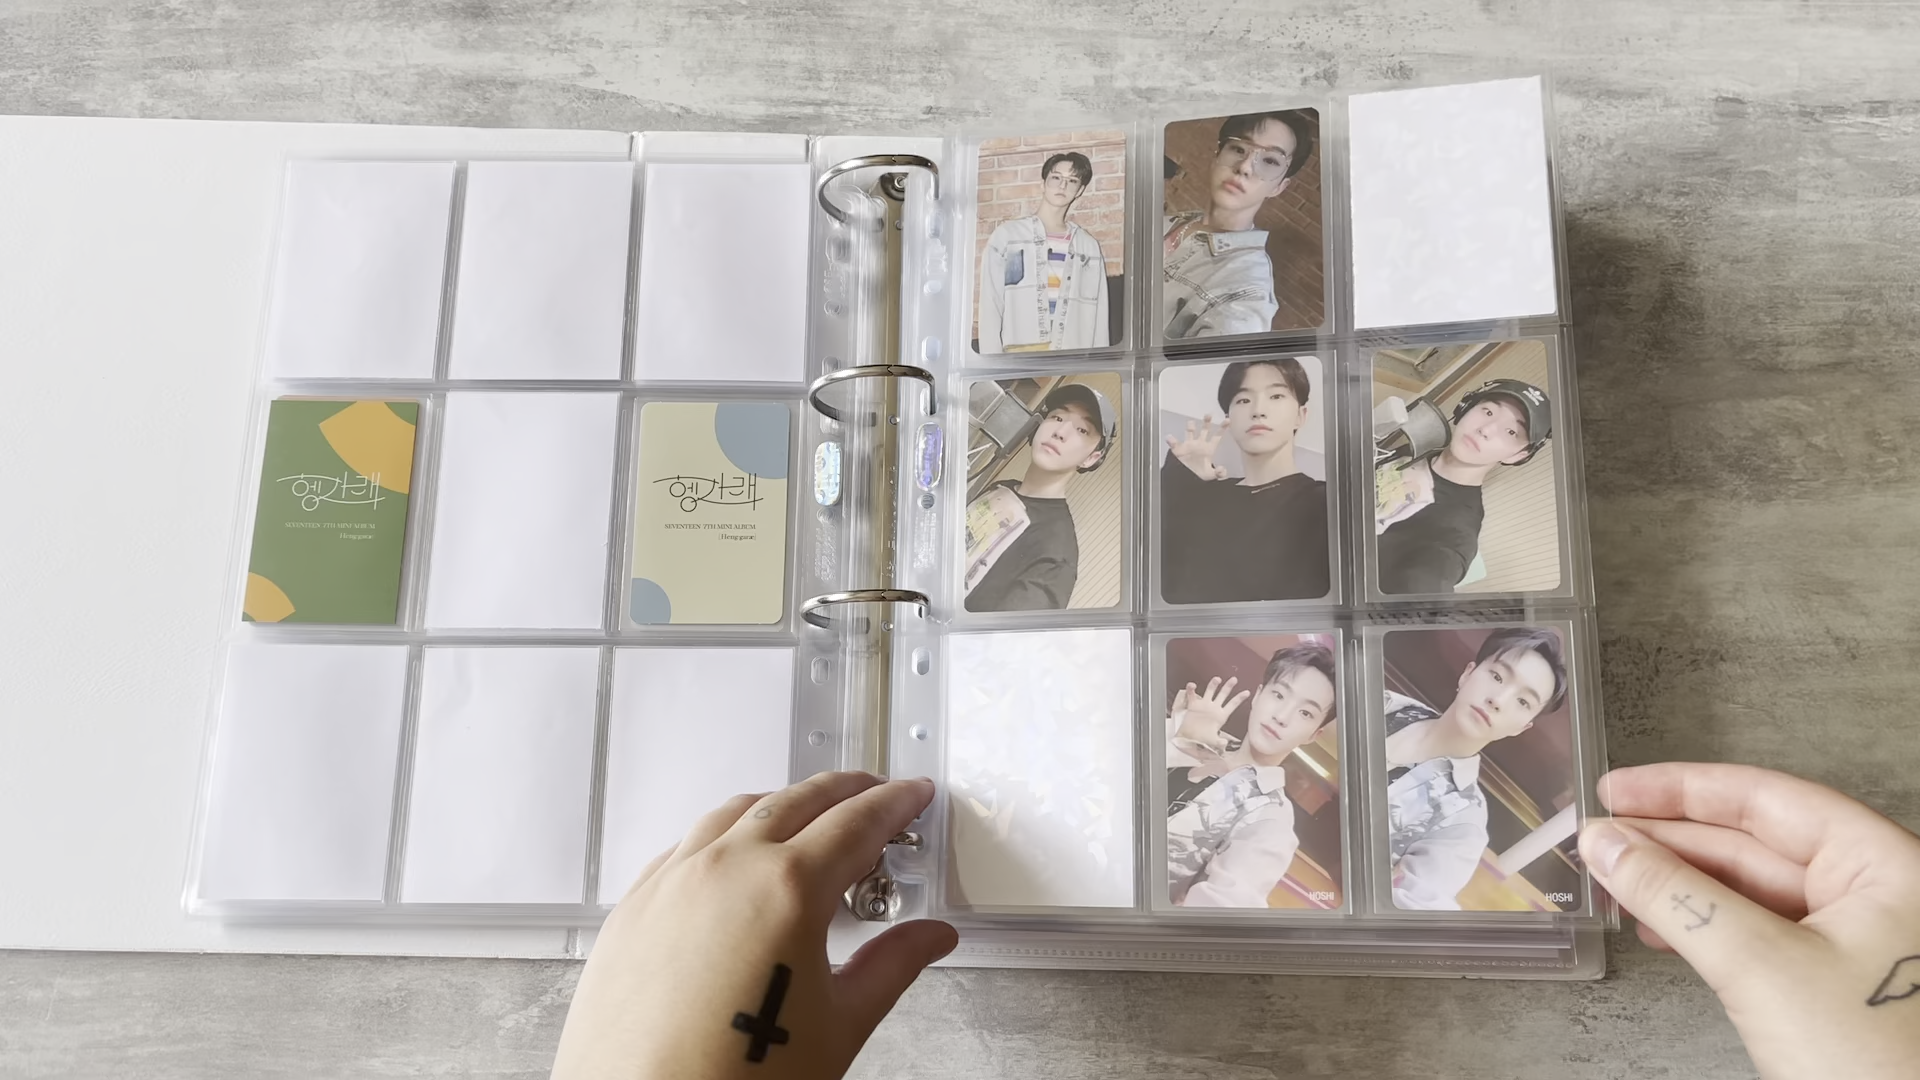 헹가래
SEVENTEEN 7TH MINI ALBUM
[Heng:garæ]
헹가래
SEVENTEEN 7TH MINI ALBUM
[Heng:garæ]
HOSHI
HOSHI